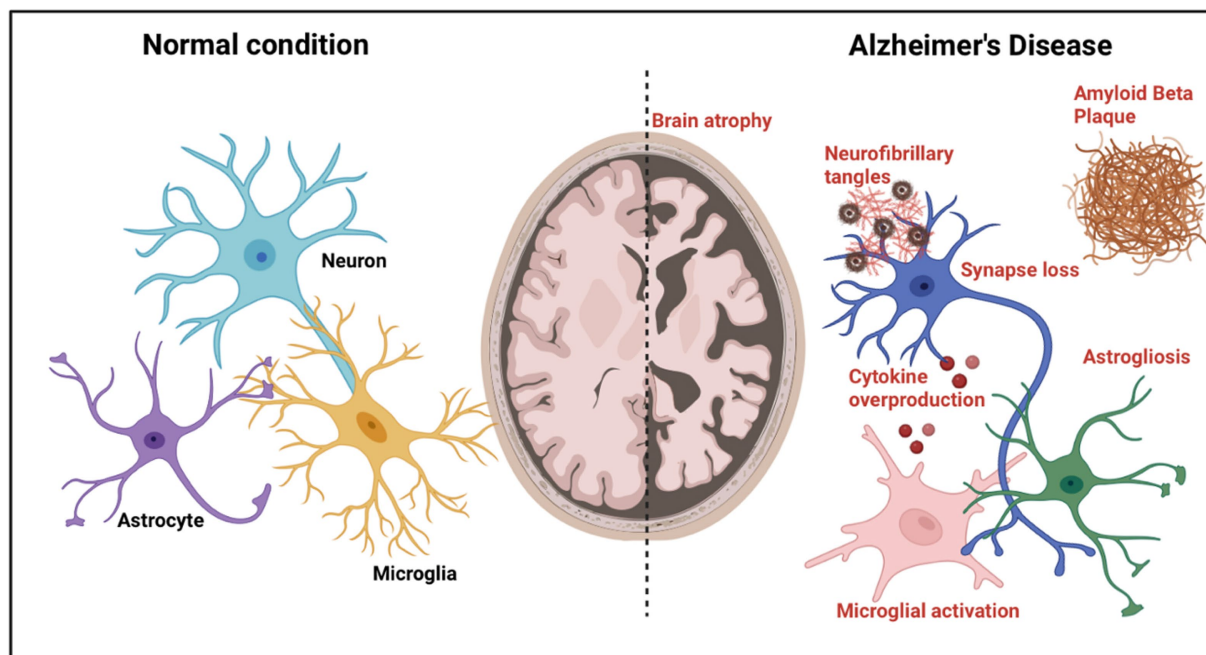 Normal condition
Alzheimer's Disease
Brain atrophy
Amyloid Beta
Plaque
Neurofibrillary
tangles
Neuron
Synapse loss
Astrogliosis
Cytokine
overproduction
Astrocyte
Microglia
Microglial activation